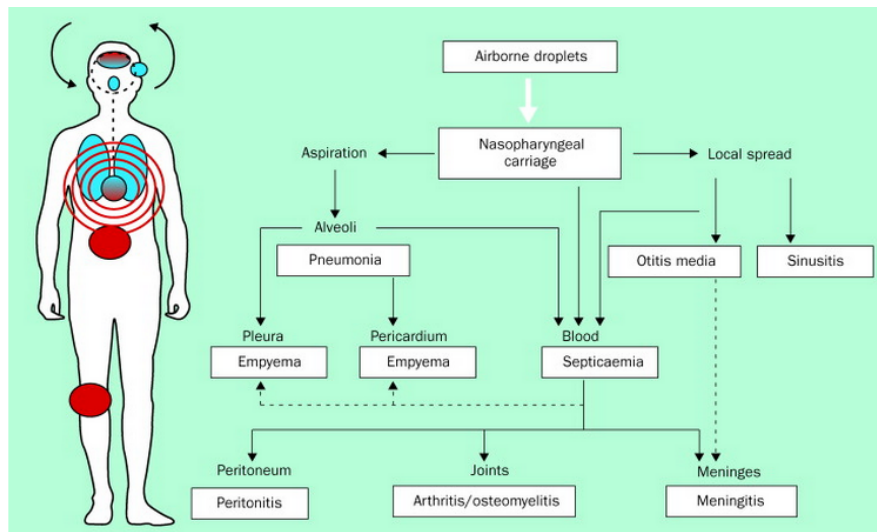 Airborne droplets
Nasopharyngeal
carriage
Aspiration
Local spread
Alveoli
Pneumonia
Otitis media
Sinusitis
Pleura
Pericardium
Blood
Empyema
Empyema
Septicaemia
Peritoneum
Joints
Meninges
Peritonitis
Arthritis/osteomyelitis
Meningitis